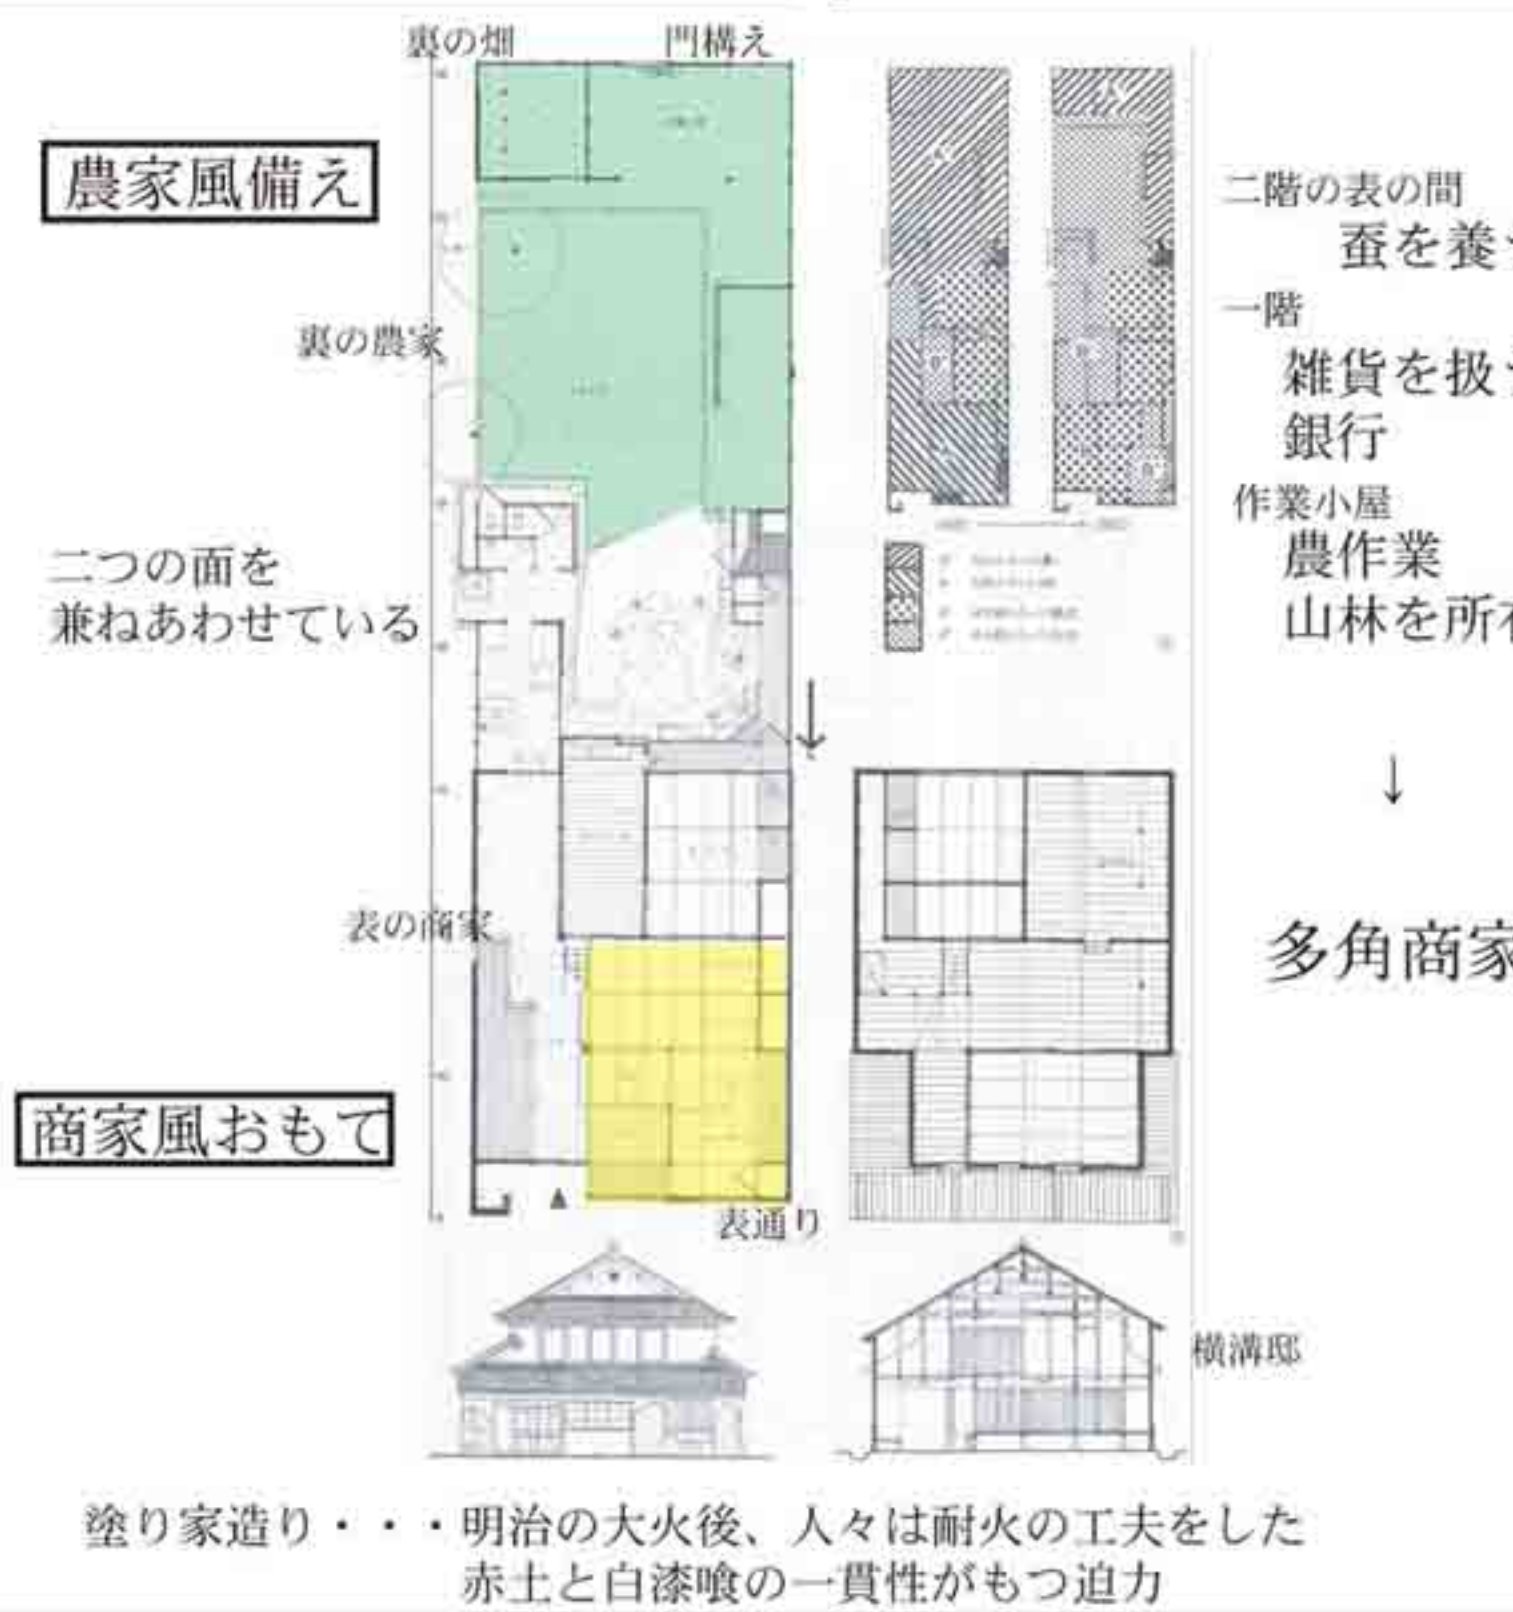 裏の畑
門構え
農家風備え
裏の農家
二つの面を
兼ねあわせている
表の商家
商家風おもて
表通り
二階の表の間
蚕を養
一階
雑貨を扱
銀行
作業小屋
農作業
山林を所
↓
↓
多角商家
横溝邸
塗り家造り・・・明治の大火後、人々は耐火の工夫をした
赤土と白漆喰の一貫性がもつ迫力